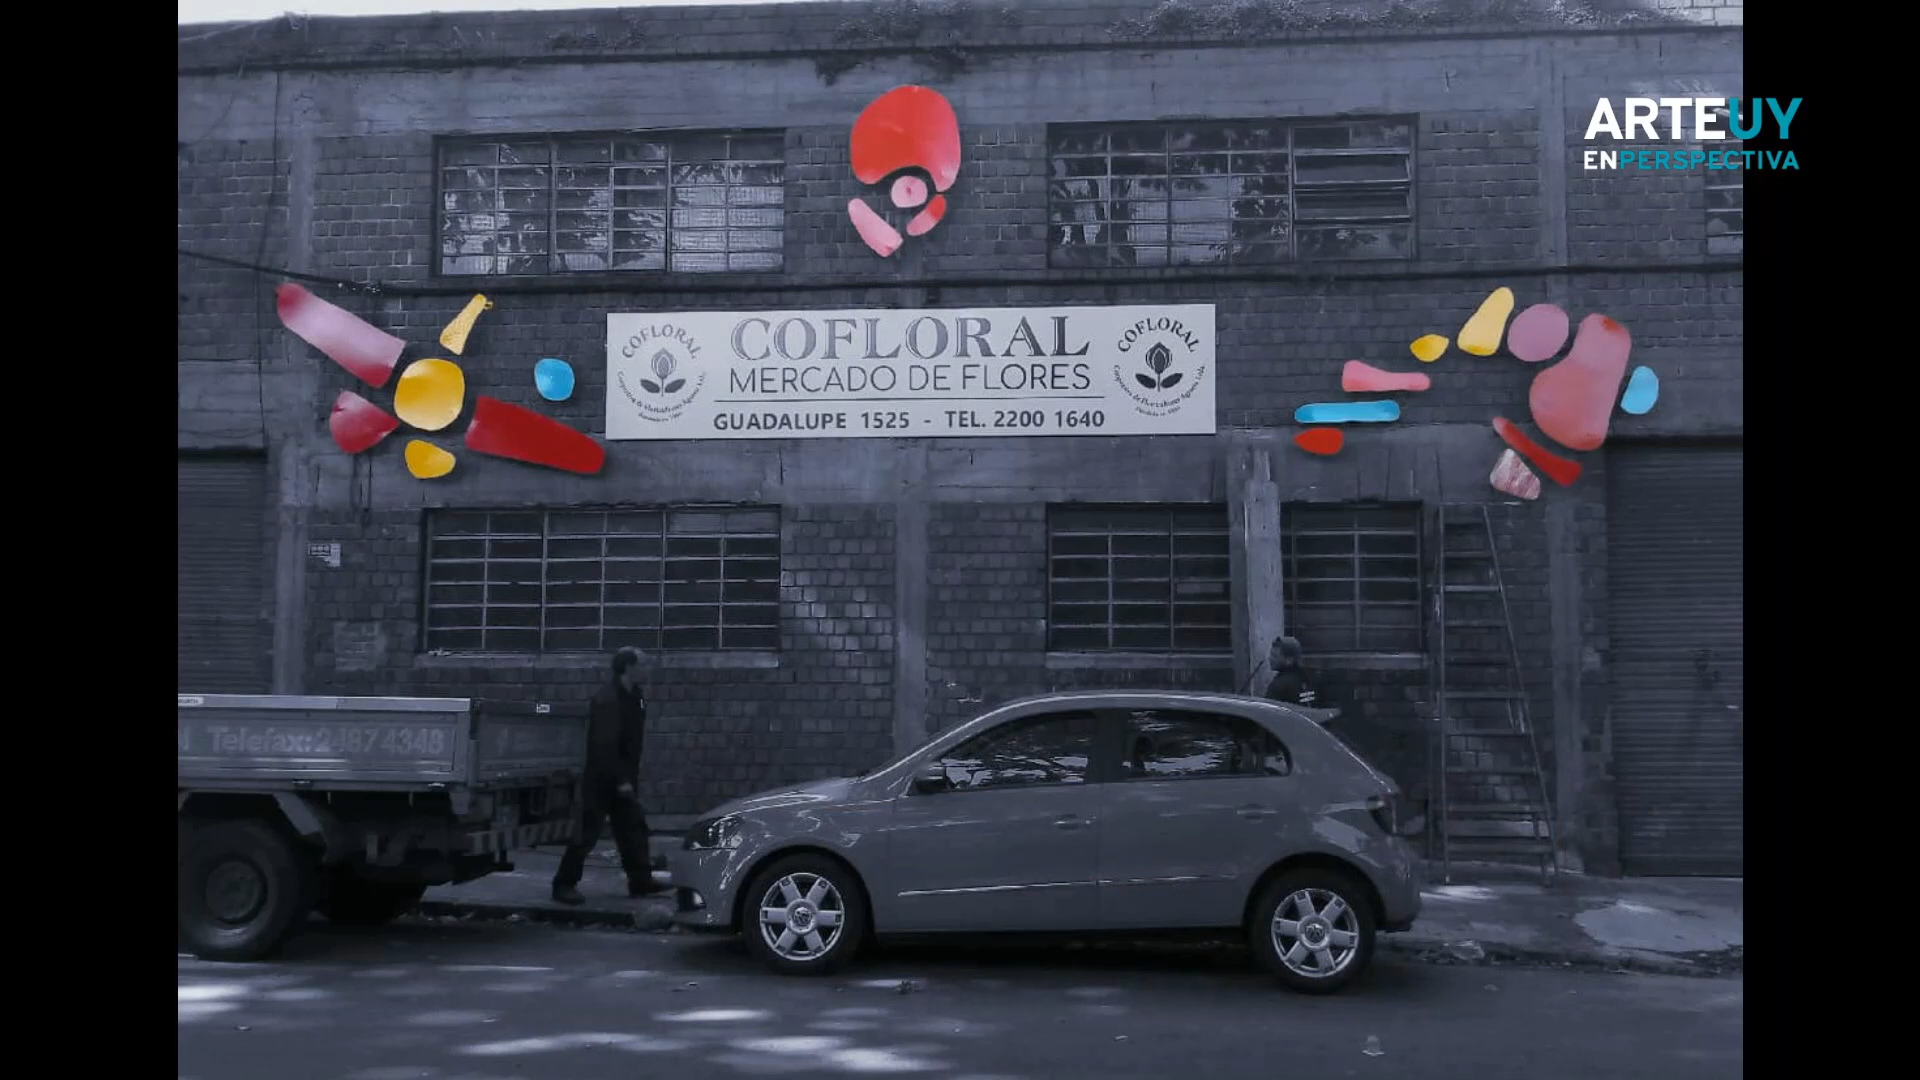 ARTEUY
ENPERSPECTIVA
COFLORAL
COFLORAL
MERCADO DE FLORES
GUADALUPE 1525 - TEL. 2200 1640
COFLORAL
Telefax: 2487 4348